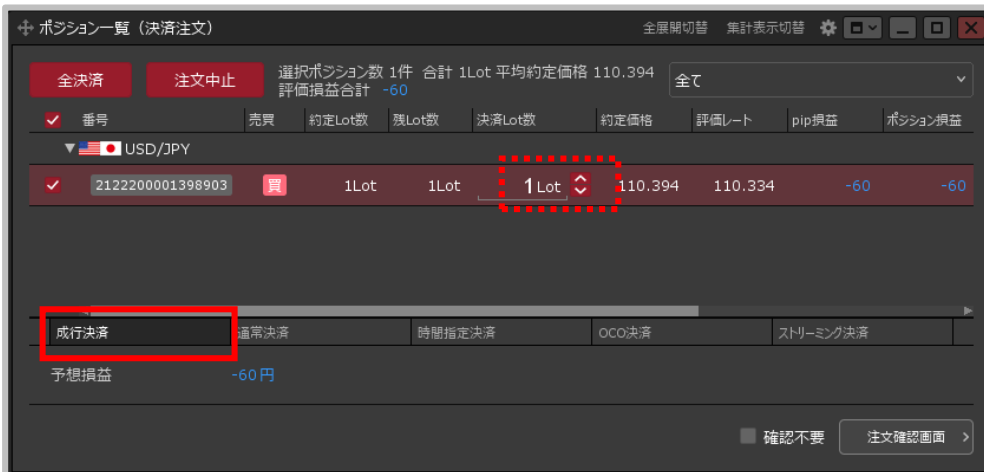 ポジション一覧（決済注文） 全展開切替 集計表示切替
全決済 注文中止 選択ポジション数 1件 合計 1Lot 平均約定価格 110.394 全て
評価損益合計 -60
番号 売買 約定Lot数 残Lot数 決済Lot数 約定価格 評価レート pip損益 ポジション損益
▼ USD/JPY
2122200001398903 買 1Lot 1Lot 1 Lot 110.394 110.334 -60 -60
成行決済 通常決済 時間指定決済 OCO決済 ストリーミング決済
予想損益 -60円
確認不要 注文確認画面 >